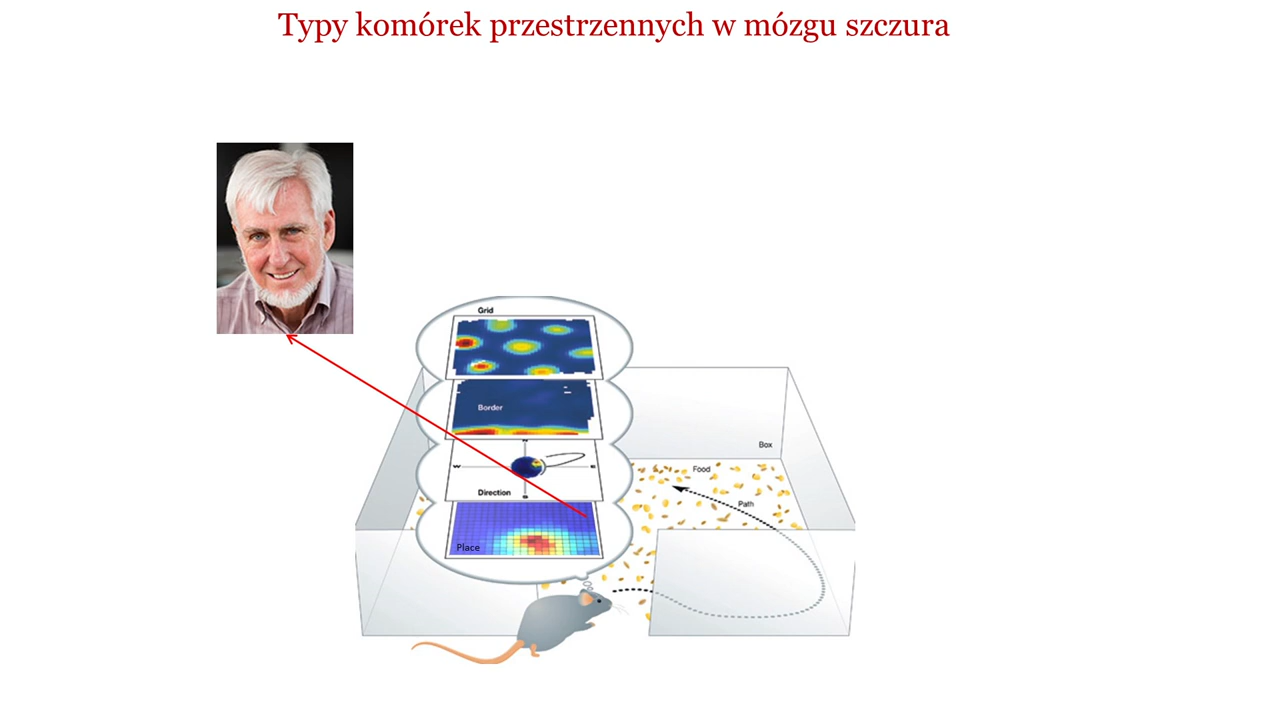 Typy komórek przestrzennych w mózgu szczura
Grid
Border
W
E
Direction
Place
Box
Food
Path